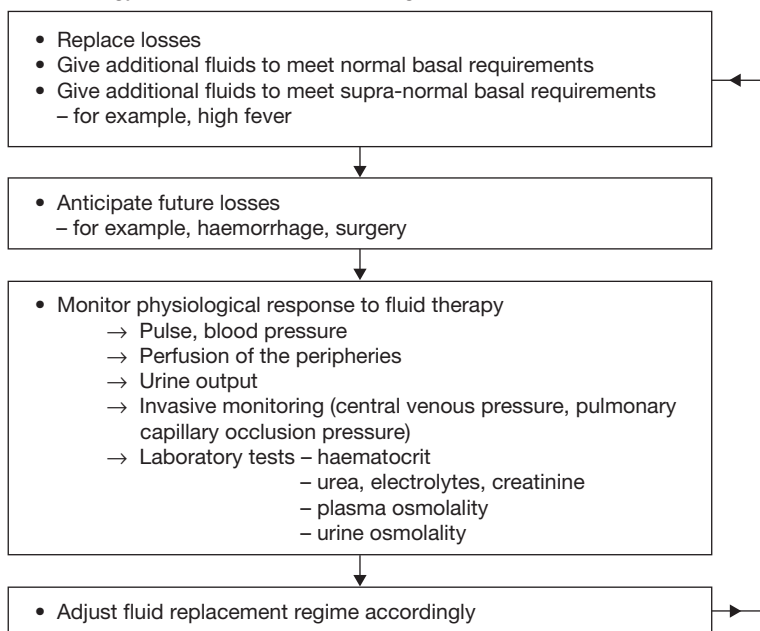 • Replace losses
• Give additional fluids to meet normal basal requirements
• Give additional fluids to meet supra-normal basal requirements
– for example, high fever
• Anticipate future losses
– for example, haemorrhage, surgery
• Monitor physiological response to fluid therapy
→ Pulse, blood pressure
→ Perfusion of the peripheries
→ Urine output
→ Invasive monitoring (central venous pressure, pulmonary
capillary occlusion pressure)
→ Laboratory tests – haematocrit
– urea, electrolytes, creatinine
– plasma osmolality
– urine osmolality
• Adjust fluid replacement regime accordingly